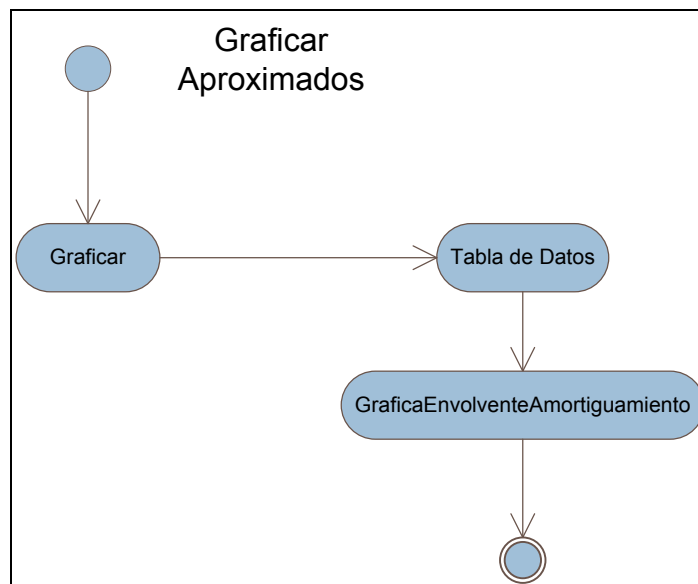 Graficar
Aproximados
Graficar
Tabla de Datos
GraficaEnvolventeAmortiguamiento